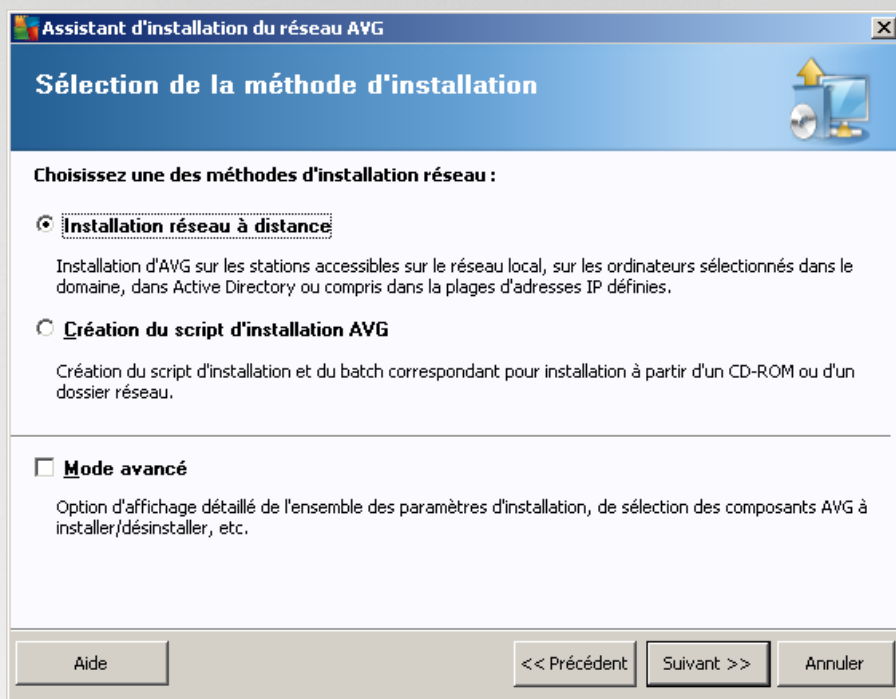 Assistant d'installation du réseau AVG
Sélection de la méthode d'installation
Choisissez une des méthodes d'installation réseau :
Installation réseau à distance
Installation d'AVG sur les stations accessibles sur le réseau local, sur les ordinateurs sélectionnés dans le
domaine, dans Active Directory ou compris dans la plages d'adresses IP définies.
Création du script d'installation AVG
Création du script d'installation et du batch correspondant pour installation à partir d'un CD-ROM ou d'un
dossier réseau.
Mode avancé
Option d'affichage détaillé de l'ensemble des paramètres d'installation, de sélection des composants AVG à
installer/désinstaller, etc.
Aide
<< Précédent
Suivant >>
Annuler